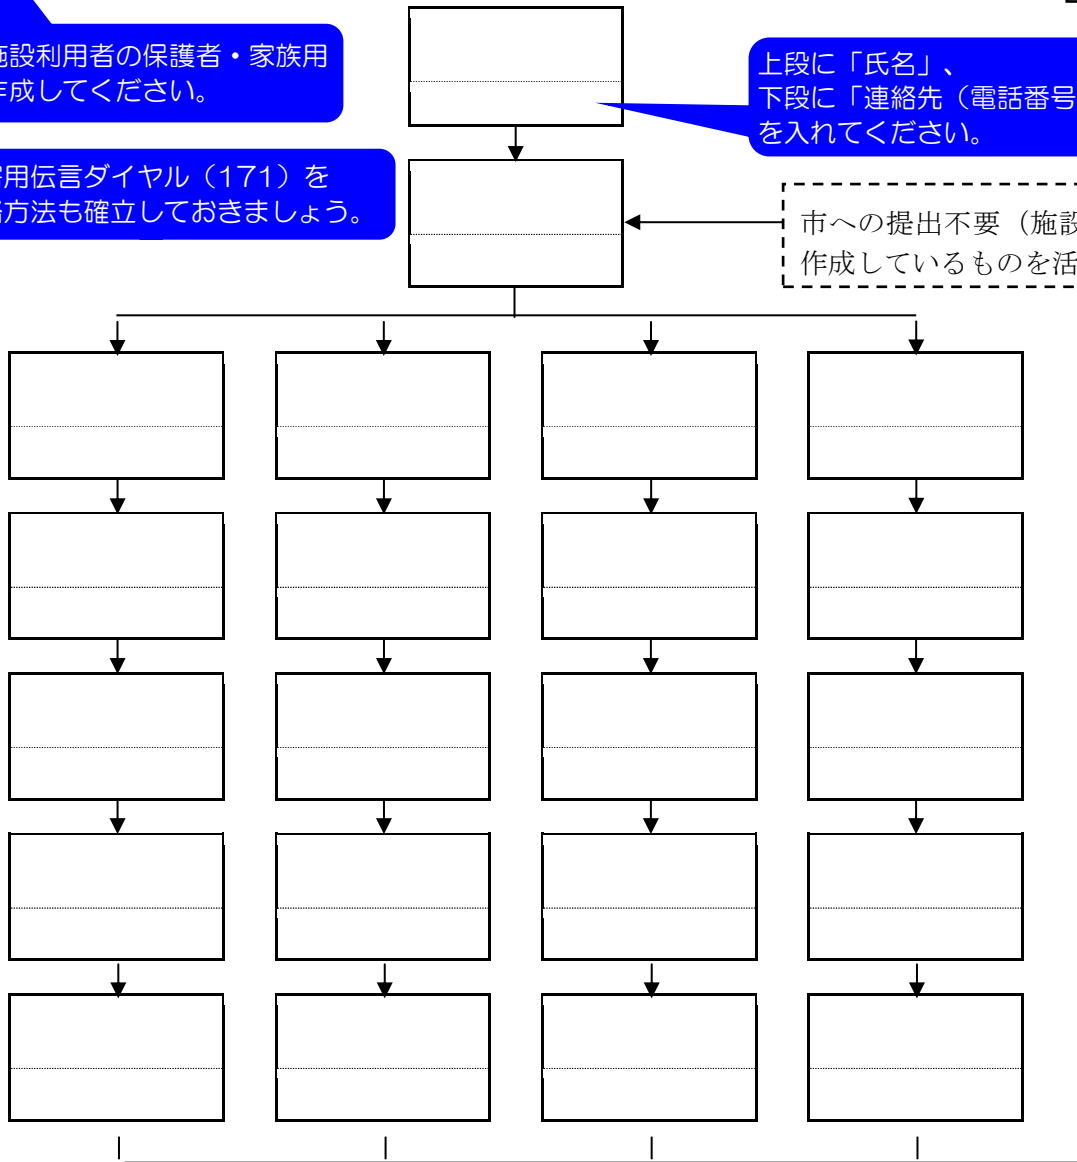 施設利用者の保護者・家族用
作成してください。
上段に「氏名」、
下段に「連絡先（電話番号
を入れてください。
害用伝言ダイヤル（171）を
絡方法も確立しておきましょう。
市への提出不要（施設
作成しているものを活